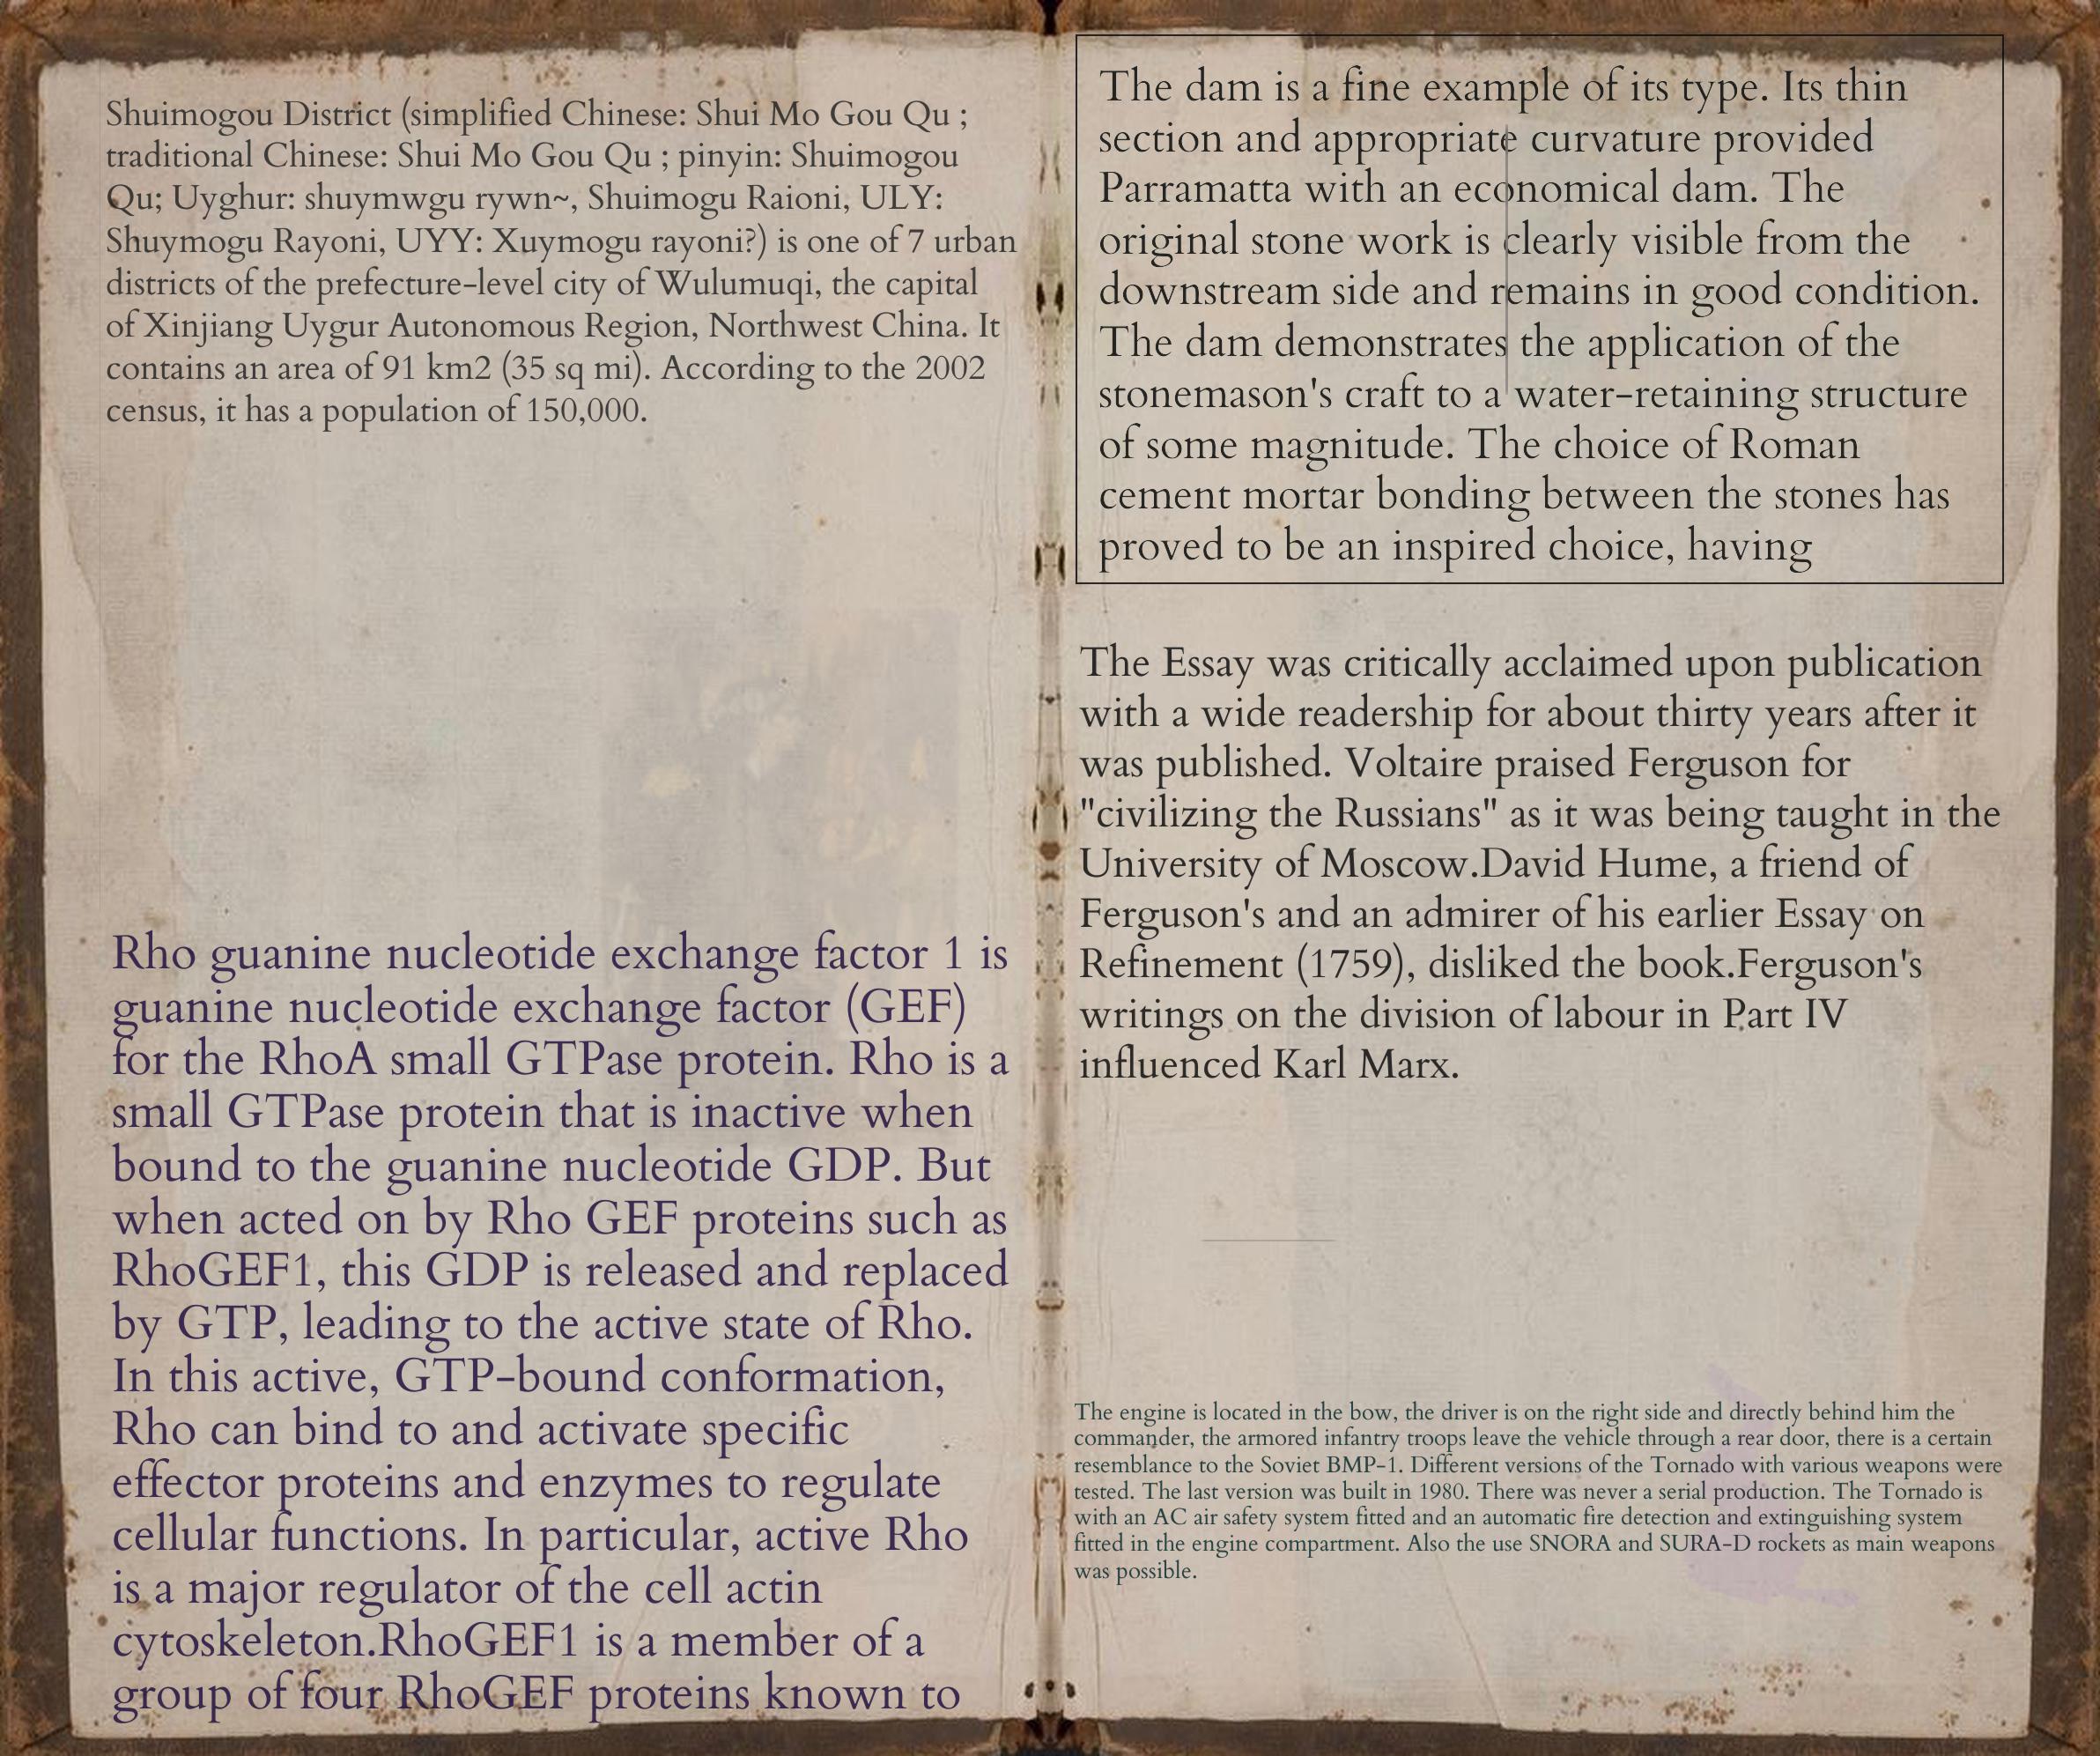 Shuimogou District (simplified Chinese: Shui Mo Gou Qu ;
traditional Chinese: Shui Mo Gou Qu ; pinyin: Shuimogou
Qu; Uyghur: shuymwgu rywn~, Shuimogu Raioni, ULY:
Shuymogu Rayoni, UYY: Xuymogu rayoni?) is one of 7 urban
districts of the prefecture-level city of Wulumuqi, the capital
of Xinjiang Uygur Autonomous Region, Northwest China. It
contains an area of 91 km2 (35 sq mi). According to the 2002
census, it has a population of 150,000.
Rho guanine nucleotide exchange factor 1 is
guanine nucleotide exchange factor (GEF)
for the RhoA small GTPase protein. Rho is a
small GTPase protein that is inactive when
bound to the guanine nucleotide GDP. But
when acted on by Rho GEF proteins such as
RhoGEF1, this GDP is released and replaced
by GTP, leading to the active state of Rho.
In this active, GTP-bound conformation,
Rho can bind to and activate specific
effector proteins and enzymes to regulate
cellular functions. In particular, active Rho
is a major regulator of the cell actin
cytoskeleton.RhoGEF1 is a member of a
group of four RhoGEF proteins known to
The dam is a fine example of its type. Its thin
section and appropriate curvature provided
Parramatta with an economical dam. The
original stone work is clearly visible from the
downstream side and remains in good condition.
The dam demonstrates the application of the
stonemason's craft to a water-retaining structure
of some magnitude. The choice of Roman
cement mortar bonding between the stones has
proved to be an inspired choice, having
The Essay was critically acclaimed upon publication
with a wide readership for about thirty years after it
was published. Voltaire praised Ferguson for
"civilizing the Russians" as it was being taught in the
University of Moscow.David Hume, a friend of
Ferguson's and an admirer of his earlier Essay on
Refinement (1759), disliked the book.Ferguson's
writings on the division of labour in Part IV
influenced Karl Marx.
The engine is located in the bow, the driver is on the right side and directly behind him the
commander, the armored infantry troops leave the vehicle through a rear door, there is a certain
resemblance to the Soviet BMP-1. Different versions of the Tornado with various weapons were
tested. The last version was built in 1980. There was never a serial production. The Tornado is
with an AC air safety system fitted and an automatic fire detection and extinguishing system
fitted in the engine compartment. Also the use SNORA and SURA-D rockets as main weapons
was possible.